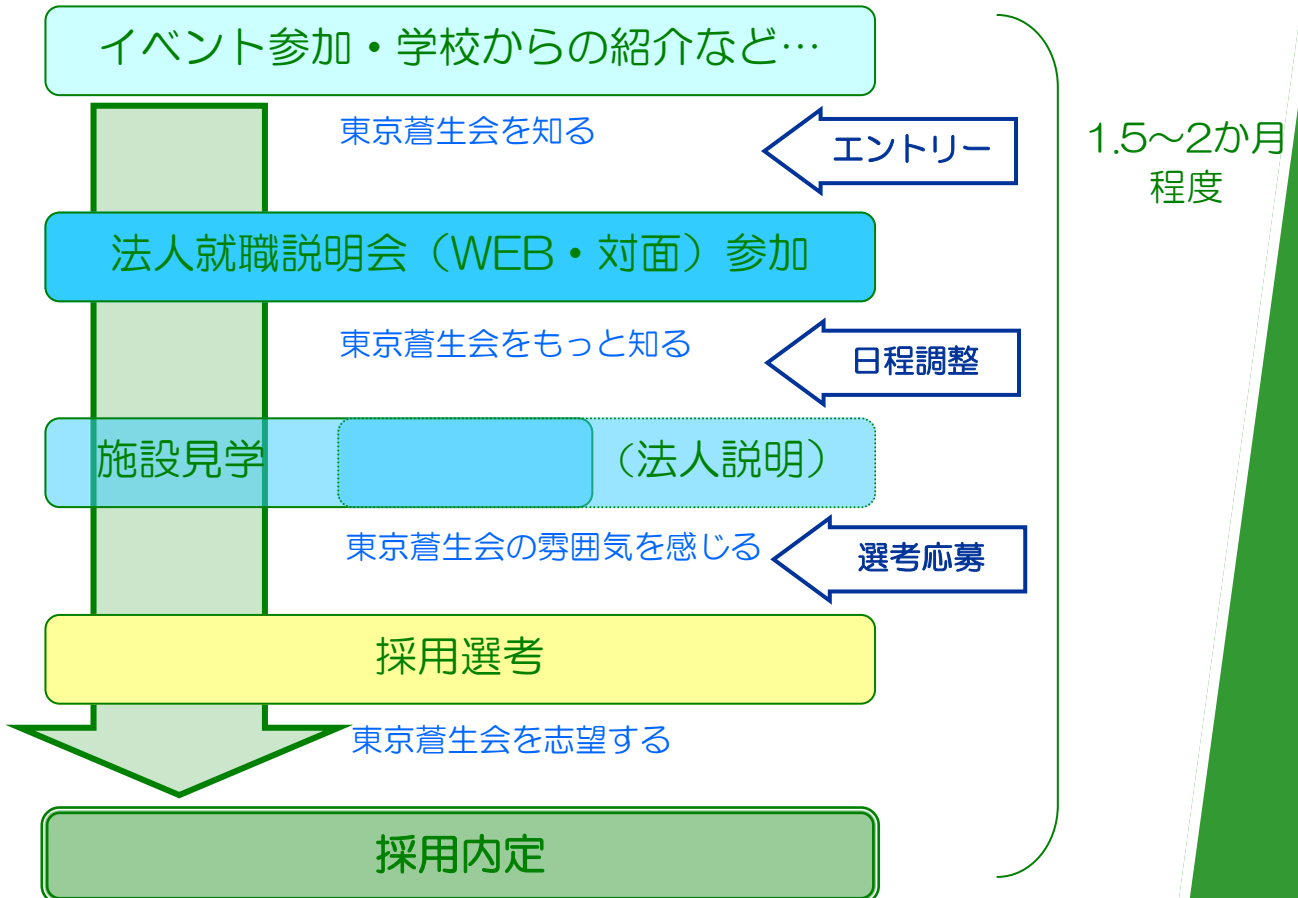 イベント参加・学校からの紹介など…
東京蒼生会を知る
エントリー
1.5～2か月
程度
法人就職説明会（WEB・対面）参加
東京蒼生会をもっと知る
日程調整
施設見学
（法人説明）
東京蒼生会の雰囲気を感じる
選考応募
採用選考
東京蒼生会を志望する
採用内定